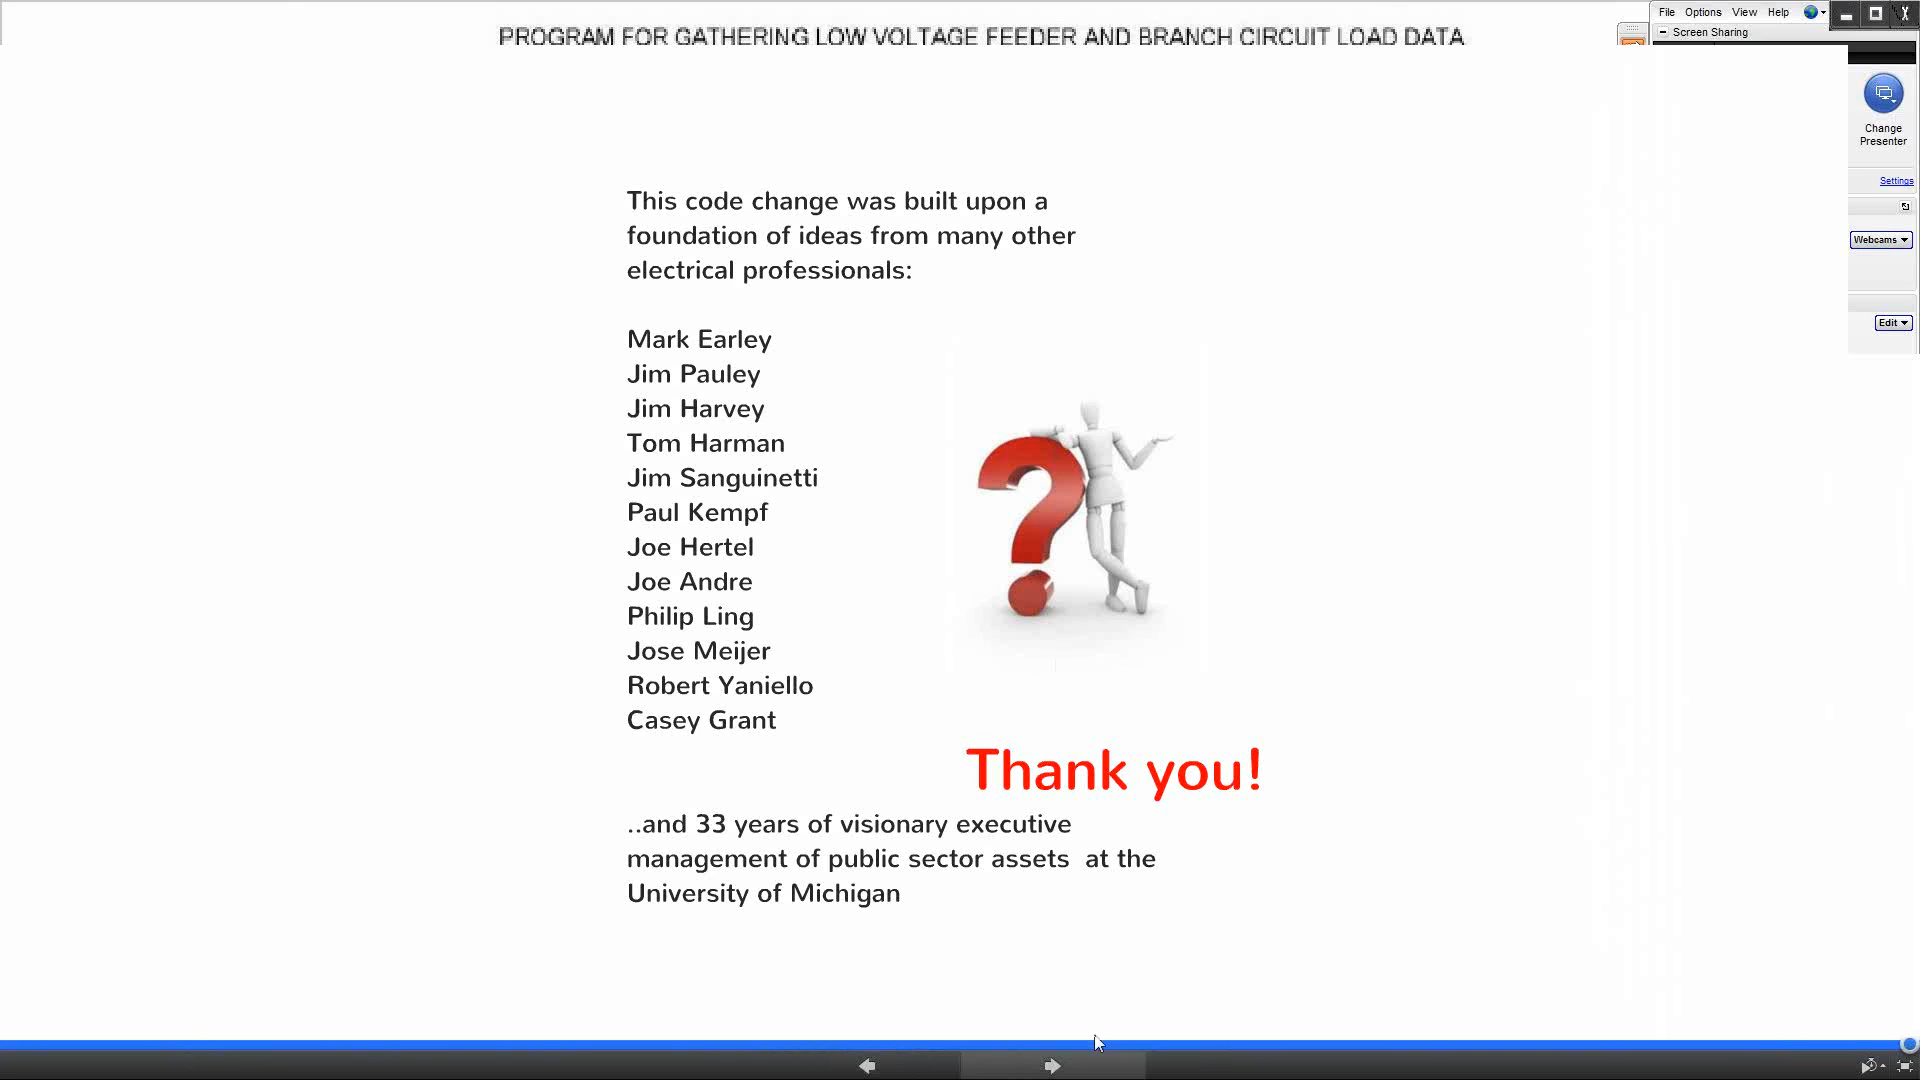 File Options View Help
PROGRAM FOR GATHERING LOW VOLTAGE FEEDER AND BRANCH CIRCUIT LOAD DATA
Screen Sharing
Change
Presenter
Settings
Webcams
Edit
This code change was built upon a
foundation of ideas from many other
electrical professionals:
Mark Earley
Jim Pauley
Jim Harvey
Tom Harman
Jim Sanguinetti
Paul Kempf
Joe Hertel
Joe Andre
Philip Ling
Jose Meijer
Robert Yaniello
Casey Grant
?
Thank you!
..and 33 years of visionary executive
management of public sector assets  at the
University of Michigan